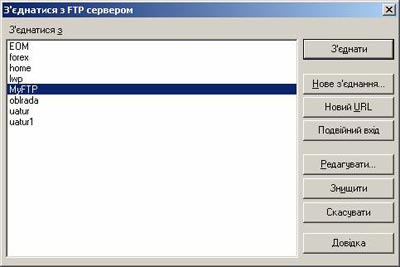 З'єднатися з FTP сервером
З'єднатися з
EOM
forex
home
lwp
MyFTP
oblrada
uatur
uatur1
З'єднати
Нове з'єднання...
Новий URL
Подвійний вхід
Редагувати...
Знищити
Скасувати
Довідка